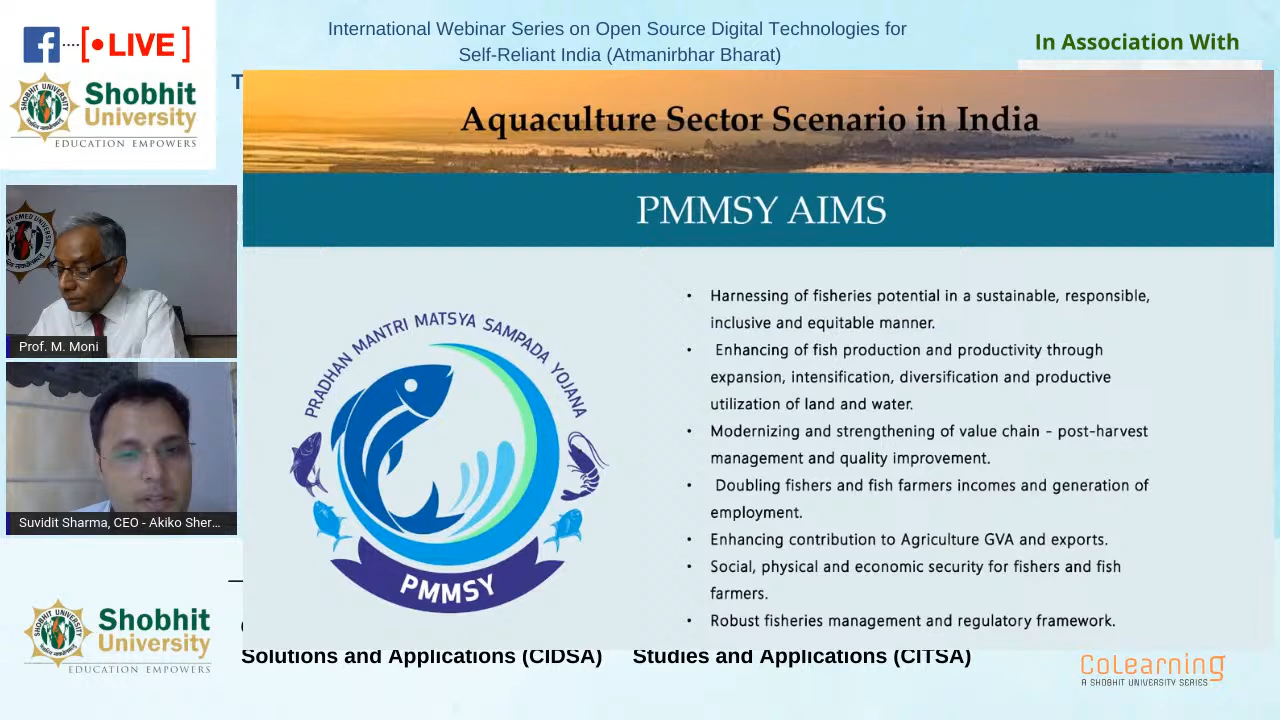 LIVE
International Webinar Series on Open Source Digital Technologies for
Self-Reliant India (Atmanirbhar Bharat)
In Association With
SHOBHIT UNIVERSITY
Shobhit
University
EDUCATION EMPOWERS
T
Aquaculture Sector Scenario in India
PMMSY AIMS
DEEMED UNIVERSITY
Prof. M. Moni
Suvidit Sharma, CEO - Akiko Sher...
PRADHAN MANTRI MATSYA SAMPADA YOJANA
PMMSY
• Harnessing of fisheries potential in a sustainable, responsible,
inclusive and equitable manner.
• Enhancing of fish production and productivity through
expansion, intensification, diversification and productive
utilization of land and water.
• Modernizing and strengthening of value chain - post-harvest
management and quality improvement.
• Doubling fishers and fish farmers incomes and generation of
employment.
• Enhancing contribution to Agriculture GVA and exports.
• Social, physical and economic security for fishers and fish
farmers.
• Robust fisheries management and regulatory framework.
SHOBHIT UNIVERSITY
Shobhit
University
EDUCATION EMPOWERS
Solutions and Applications (CIDSA) Studies and Applications (CITSA)
CoLearning
A SHOBHIT UNIVERSITY SERIES